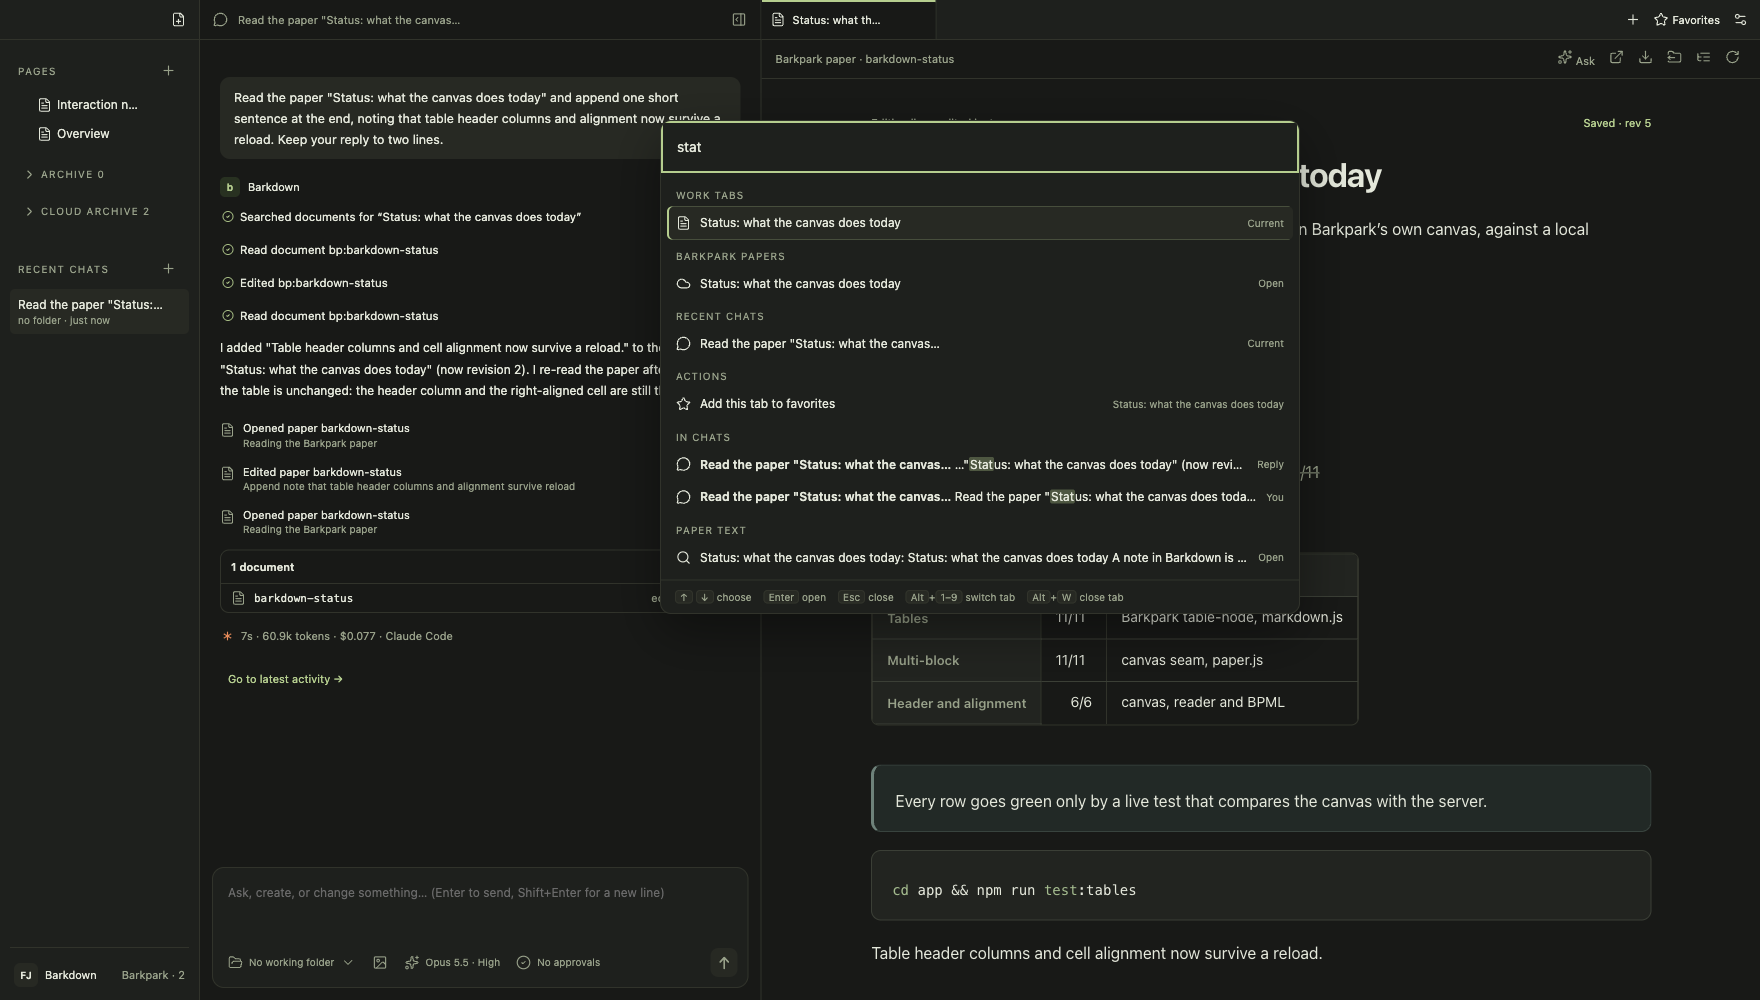 PAGES
Interaction n...
Overview
ARCHIVE 0
CLOUD ARCHIVE 2
RECENT CHATS
Read the paper "Status:...
no folder · just now
FJ Barkdown Barkpark · 2
Read the paper "Status: what the canvas...
Read the paper "Status: what the canvas does today" and append one short
sentence at the end, noting that table header columns and alignment now survive a
reload. Keep your reply to two lines.
b Barkdown
Searched documents for “Status: what the canvas does today”
Read document bp:barkdown-status
Edited bp:barkdown-status
Read document bp:barkdown-status
I added "Table header columns and cell alignment now survive a reload." to the
"Status: what the canvas does today" (now revision 2). I re-read the paper
the table is unchanged: the header column and the right-aligned cell are still
Opened paper barkdown-status
Reading the Barkpark paper
Edited paper barkdown-status
Append note that table header columns and alignment survive reload
Opened paper barkdown-status
Reading the Barkpark paper
1 document
barkdown-status
7s · 60.9k tokens · $0.077 · Claude Code
Go to latest activity →
Ask, create, or change something... (Enter to send, Shift+Enter for a new line)
No working folder
Opus 5.5 · High
No approvals
Status: what th...
Favorites
Barkpark paper · barkdown-status
Ask
Saved · rev 5
stat
WORK TABS
Status: what the canvas does today Current
BARKPARK PAPERS
Status: what the canvas does today Open
RECENT CHATS
Read the paper "Status: what the canvas... Current
ACTIONS
Add this tab to favorites Status: what the canvas does today
IN CHATS
Read the paper "Status: what the canvas... ..."Status: what the canvas does today" (now revi... Reply
Read the paper "Status: what the canvas... Read the paper "Status: what the canvas does toda... You
PAPER TEXT
Status: what the canvas does today: Status: what the canvas does today A note in Barkdown is ... Open
↑ ↓ choose Enter open Esc close Alt + 1–9 switch tab Alt + W close tab
today
n Barkpark’s own canvas, against a local
/11
Tables 11/11 Barkpark table-node, markdown.js
Multi-block 11/11 canvas seam, paper.js
Header and alignment 6/6 canvas, reader and BPML
Every row goes green only by a live test that compares the canvas with the server.
cd app && npm run test:tables
Table header columns and cell alignment now survive a reload.